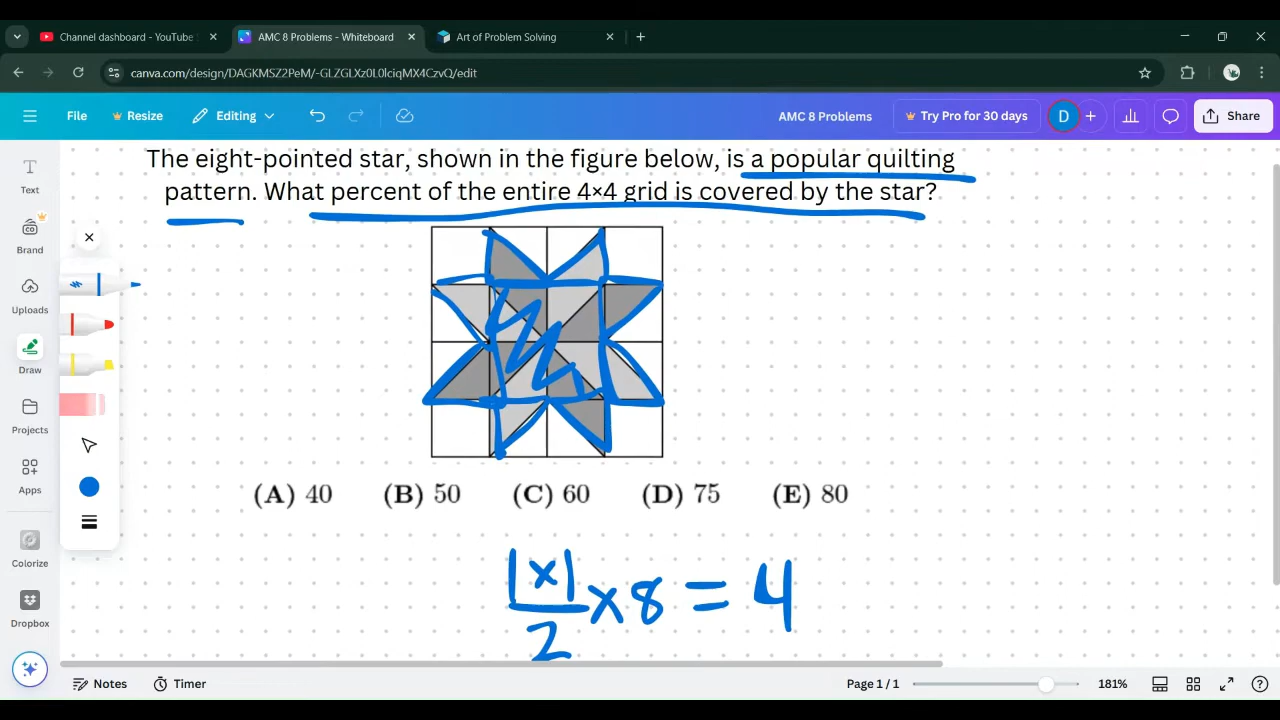 Channel dashboard - YouTube
AMC 8 Problems - Whiteboard
Art of Problem Solving
canva.com/design/DAGKMSZ2PeM/-GLZGLXz0L0lciqMX4CzvQ/edit
File
Resize
Editing
AMC 8 Problems
D
Try Pro for 30 days
Share
Text
Brand
Uploads
Draw
Projects
Apps
Colorize
Dropbox
The eight-pointed star, shown in the figure below, is a popular quilting
pattern. What percent of the entire 4×4 grid is covered by the star?
(A) 40 (B) 50 (C) 60 (D) 75 (E) 80
1x1
2
x 8 = 4
Notes
Timer
Page 1 / 1
181%